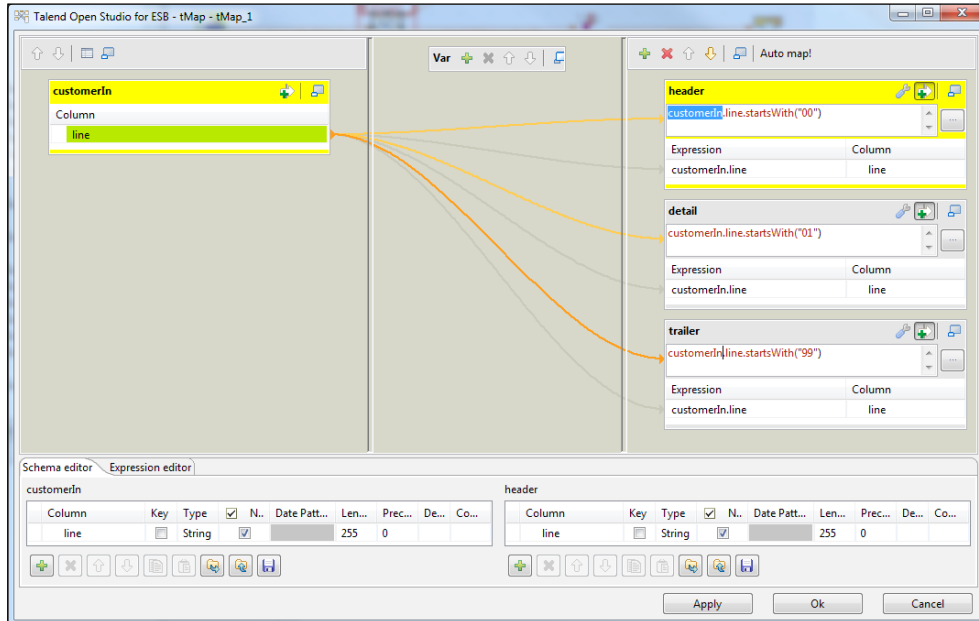 Talend Open Studio for ESB - tMap - tMap_1
Var
Auto map!
customerIn
Column
line
header
customerIn.line.startsWith("00")
...
Expression Column
customerIn.line line
detail
customerIn.line.startsWith("01")
...
Expression Column
customerIn.line line
trailer
customerIn.line.startsWith("99")
...
Expression Column
customerIn.line line
Schema editor Expression editor
customerIn
Column Key Type N.. Date Patt... Len... Prec... De... Co...
line String 255 0
header
Column Key Type N.. Date Patt... Len... Prec... De... Co...
line String 255 0
Apply Ok Cancel